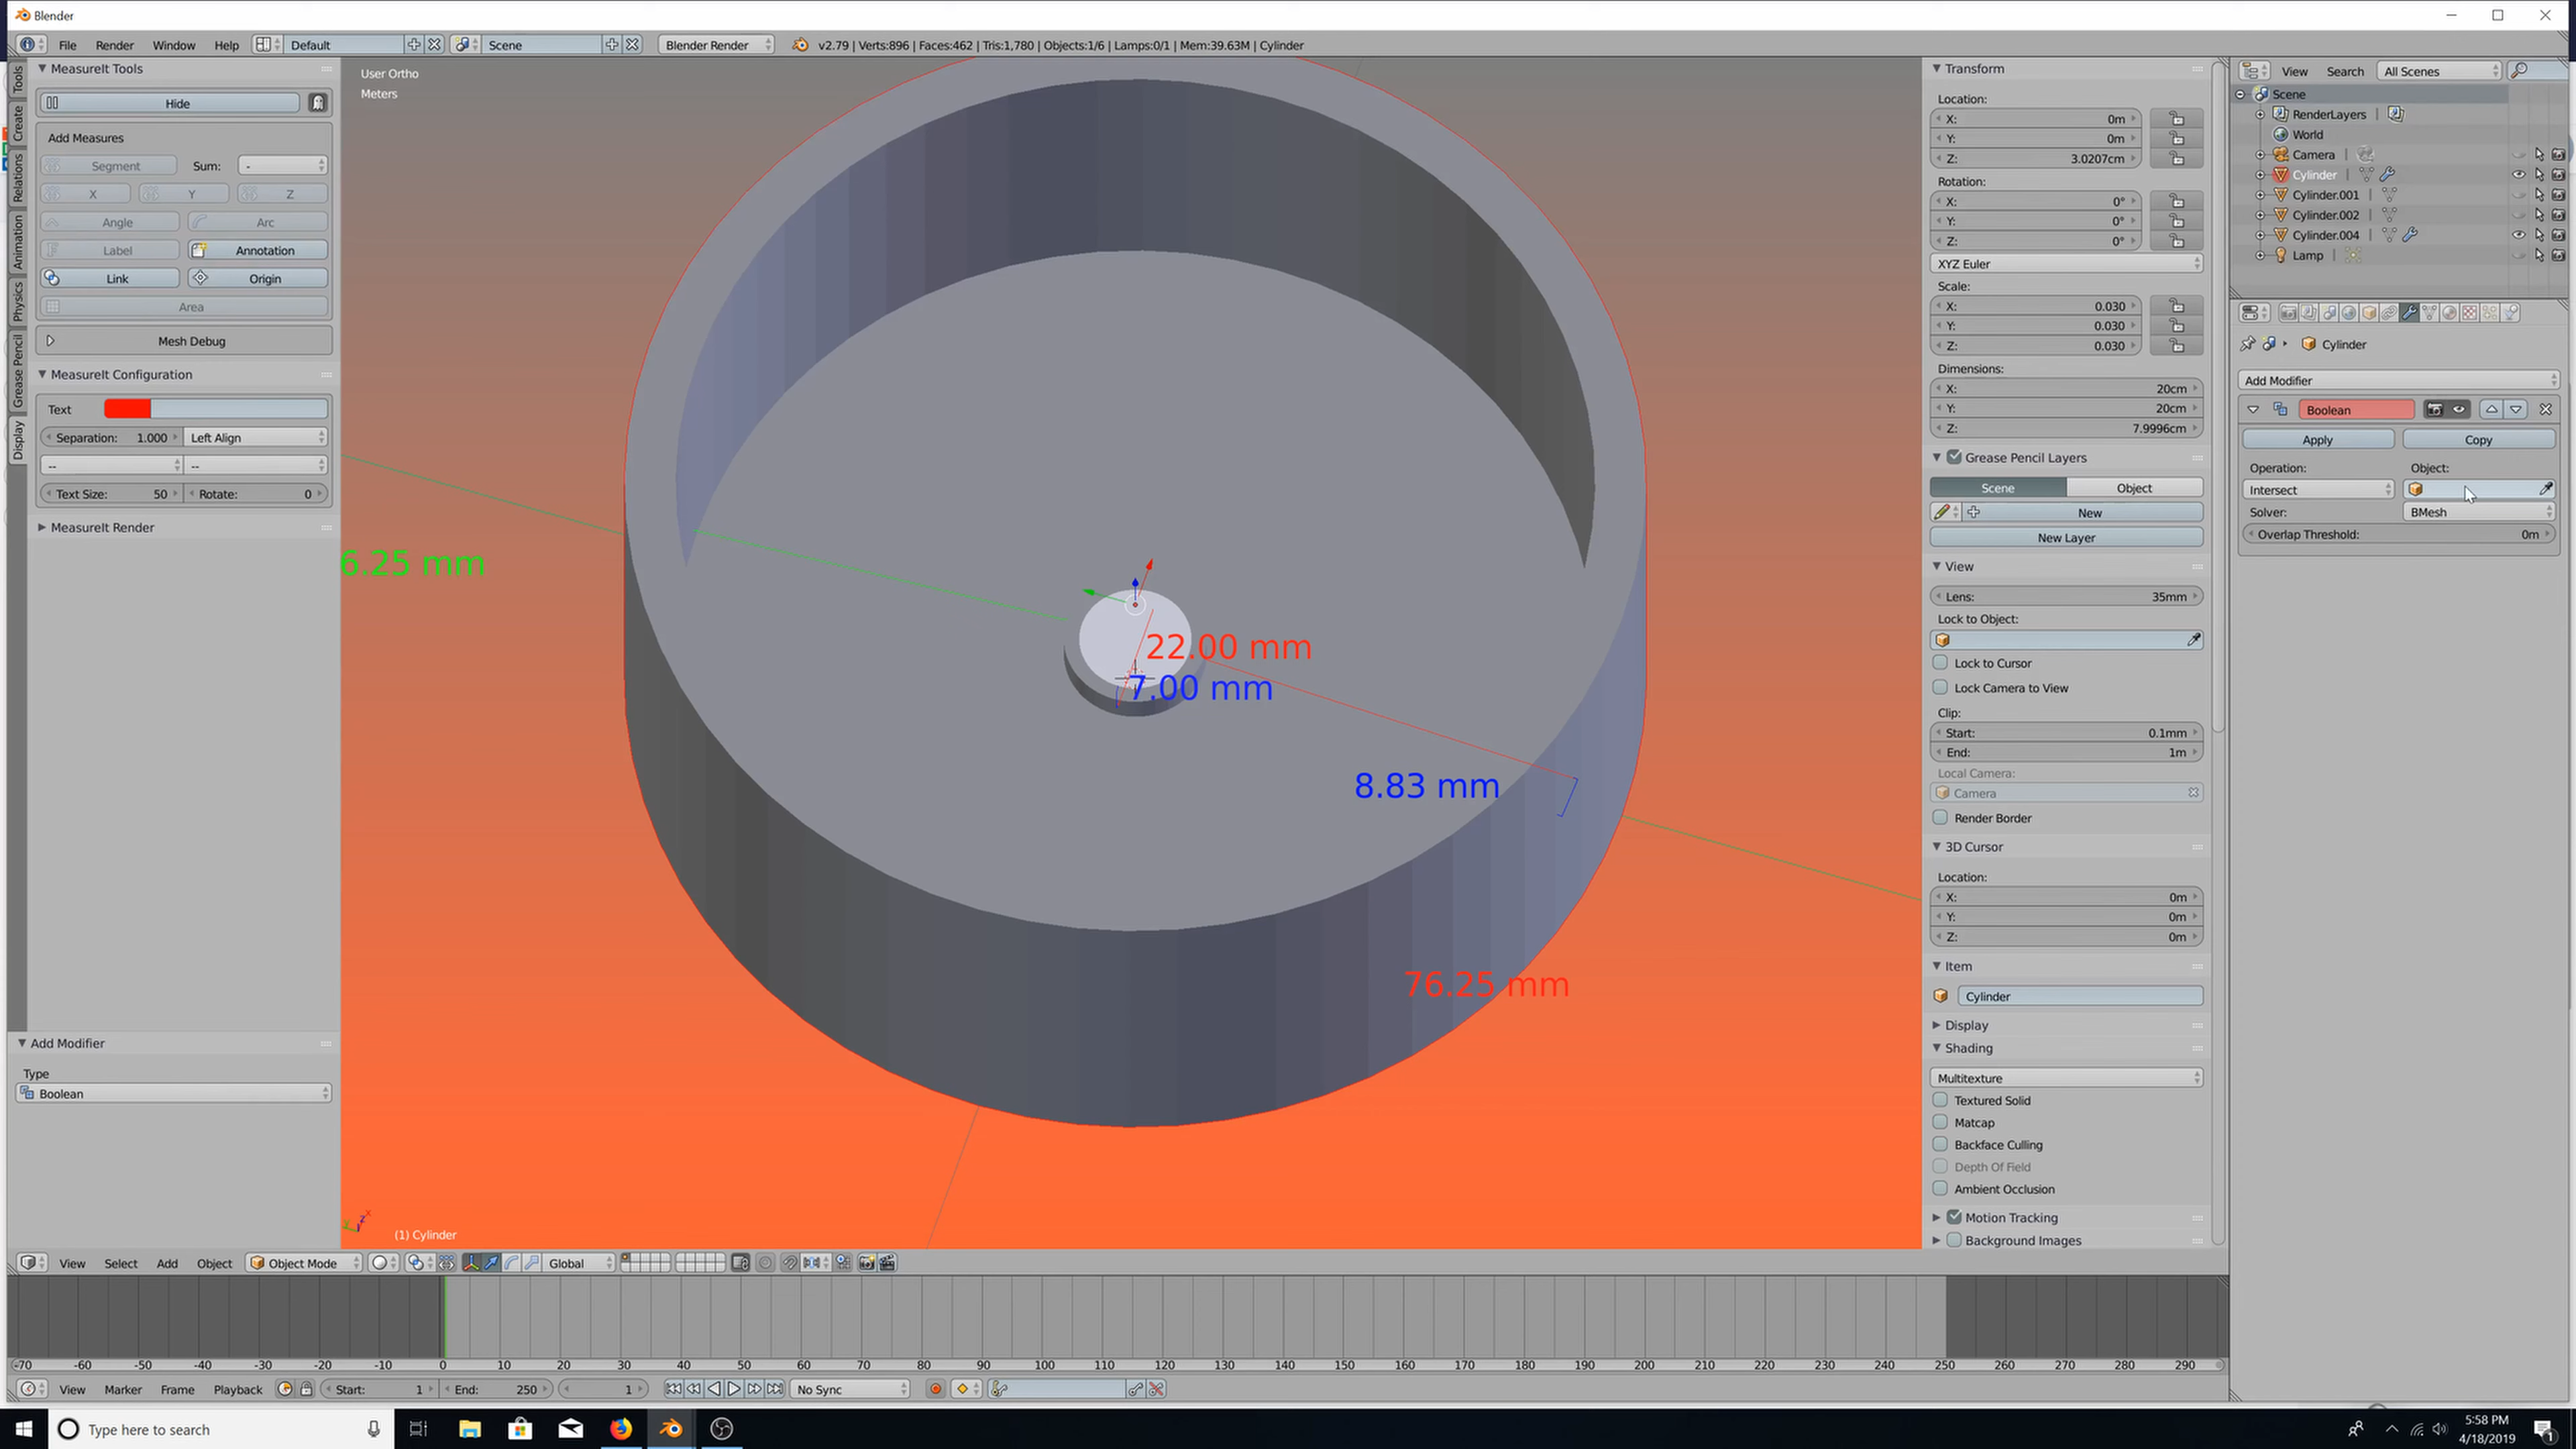 Blender
File Render Window Help Default Scene Blender Render v2.79 | Verts:896 | Faces:462 | Tris:1,780 | Objects:1/6 | Lamps:0/1 | Mem:39.63M | Cylinder
Tools
Create
Relations
Animation
Physics
Grease Pencil
Display
MeasureIt Tools
Hide
Add Measures
Segment Sum: -
X Y Z
Angle Arc
Label Annotation
Link Origin
Area
Mesh Debug
MeasureIt Configuration
Text
Separation: 1.000 Left Align
-- --
Text Size: 50 Rotate: 0
MeasureIt Render
Add Modifier
Type
Boolean
User Ortho
Meters
6.25 mm
22.00 mm
7.00 mm
8.83 mm
76.25 mm
(1) Cylinder
Transform
Location:
X: 0m
Y: 0m
Z: 3.0207cm
Rotation:
X: 0°
Y: 0°
Z: 0°
XYZ Euler
Scale:
X: 0.030
Y: 0.030
Z: 0.030
Dimensions:
X: 20cm
Y: 20cm
Z: 7.9996cm
Grease Pencil Layers
Scene Object
New
New Layer
View
Lens: 35mm
Lock to Object:
Lock to Cursor
Lock Camera to View
Clip:
Start: 0.1mm
End: 1m
Local Camera:
Camera
Render Border
3D Cursor
Location:
X: 0m
Y: 0m
Z: 0m
Item
Cylinder
Display
Shading
Multitexture
Textured Solid
Matcap
Backface Culling
Depth Of Field
Ambient Occlusion
Motion Tracking
Background Images
View Search All Scenes
Scene
RenderLayers
World
Camera
Cylinder
Cylinder.001
Cylinder.002
Cylinder.004
Lamp
Cylinder
Add Modifier
Boolean
Apply Copy
Operation: Object:
Intersect
Solver: BMesh
Overlap Threshold: 0m
View Select Add Object Object Mode Global
-70 -60 -50 -40 -30 -20 -10 0 10 20 30 40 50 60 70 80 90 100 110 120 130 140 150 160 170 180 190 200 210 220 230 240 250 260 270 280 290
View Marker Frame Playback Start: 1 End: 250 1 No Sync
Type here to search
5:58 PM
4/18/2019
1